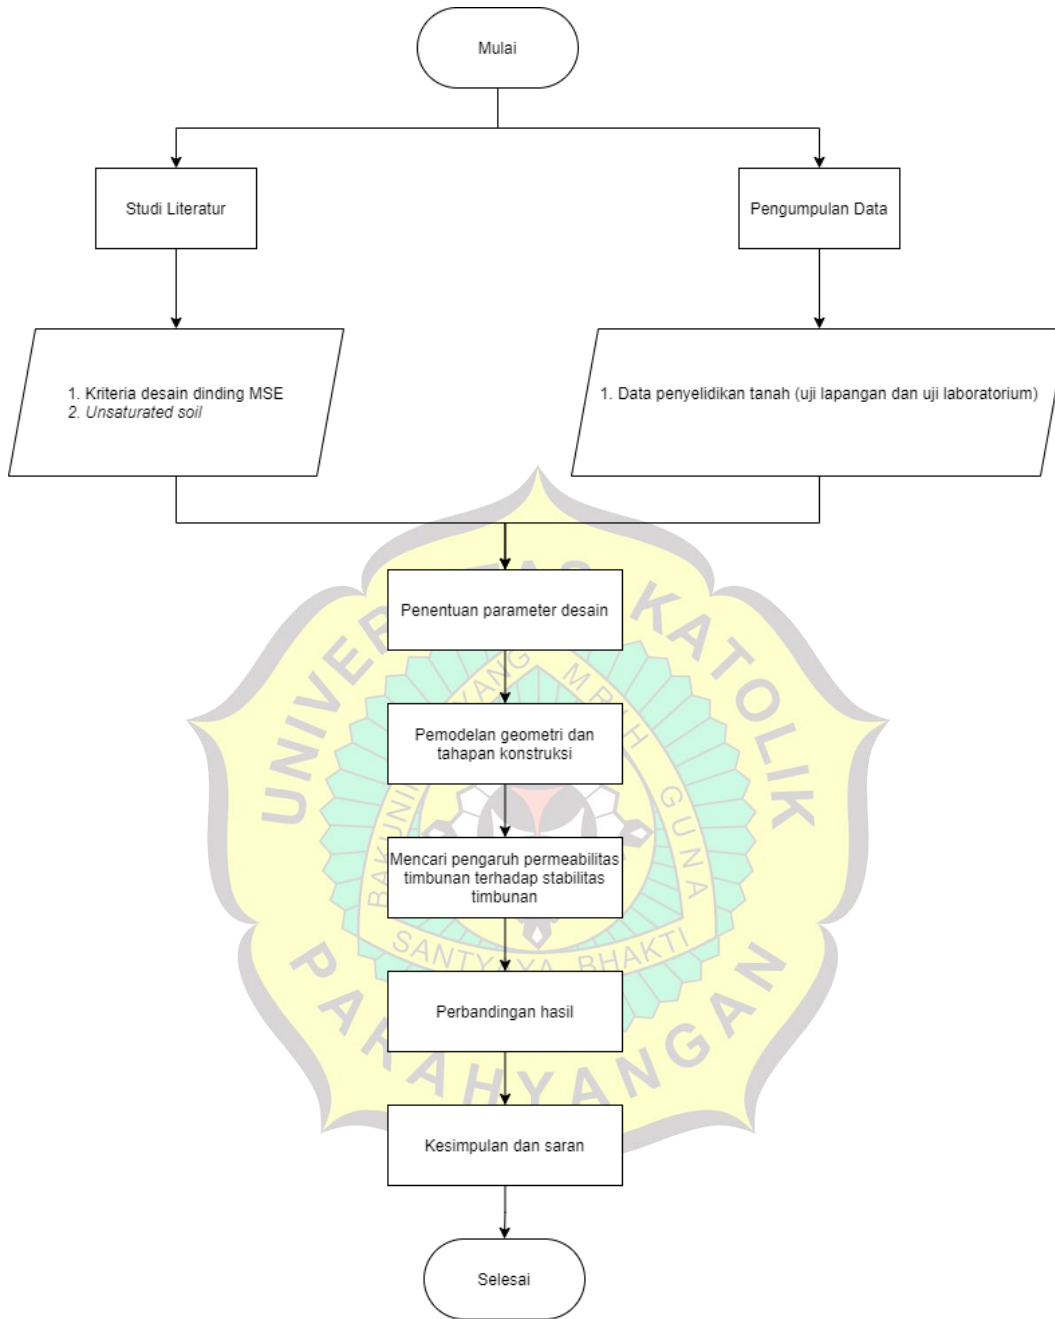 Mulai
Studi Literatur
Pengumpulan Data
1. Kriteria desain dinding MSE
2. Unsaturated soil
1. Data penyelidikan tanah (uji lapangan dan uji laboratorium)
Penentuan parameter desain
Pemodelan geometri dan
tahapan konstruksi
Mencari pengaruh permeabilitas
timbunan terhadap stabilitas
timbunan
Perbandingan hasil
Kesimpulan dan saran
Selesai
KATOLIK
PARAHYANGAN
GUNA
BHAKTI